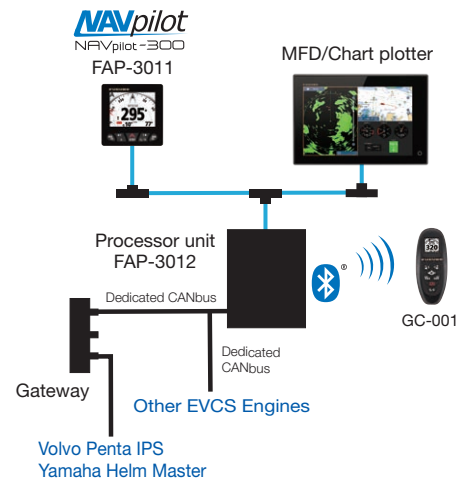 NAVpilot
NAVpilot-300
FAP-3011
MFD/Chart plotter
295°
Processor unit
FAP-3012
®
320
GC-001
Dedicated CANbus
Dedicated
CANbus
Gateway
Other EVCS Engines
Volvo Penta IPS
Yamaha Helm Master